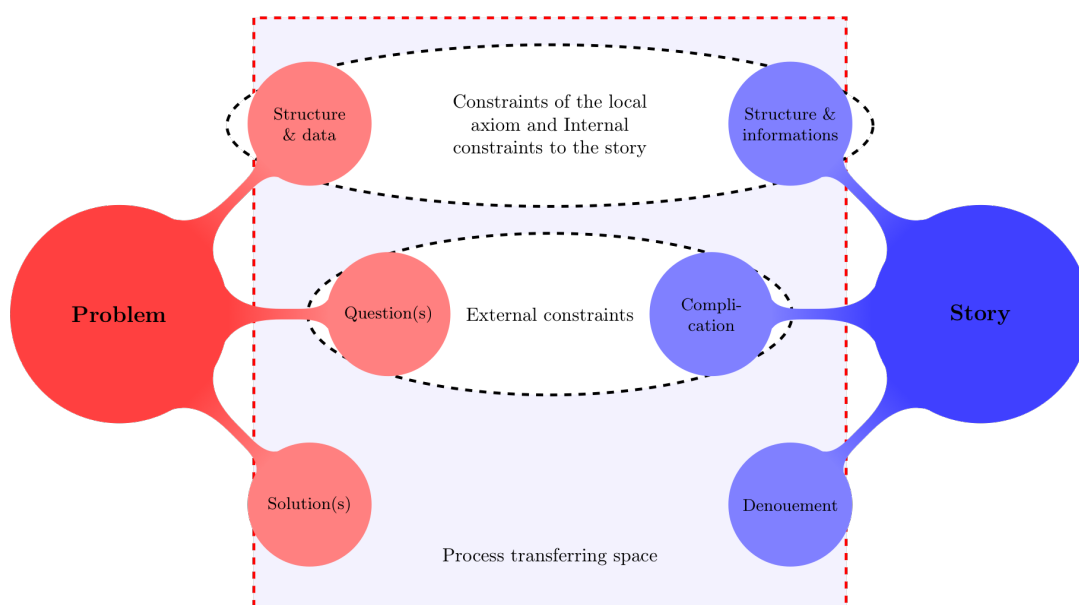 Structure
& data
Constraints of the local
axiom and Internal
constraints to the story
Structure &
informations
Problem
Question(s)
External constraints
Compli-
cation
Story
Solution(s)
Denouement
Process transferring space